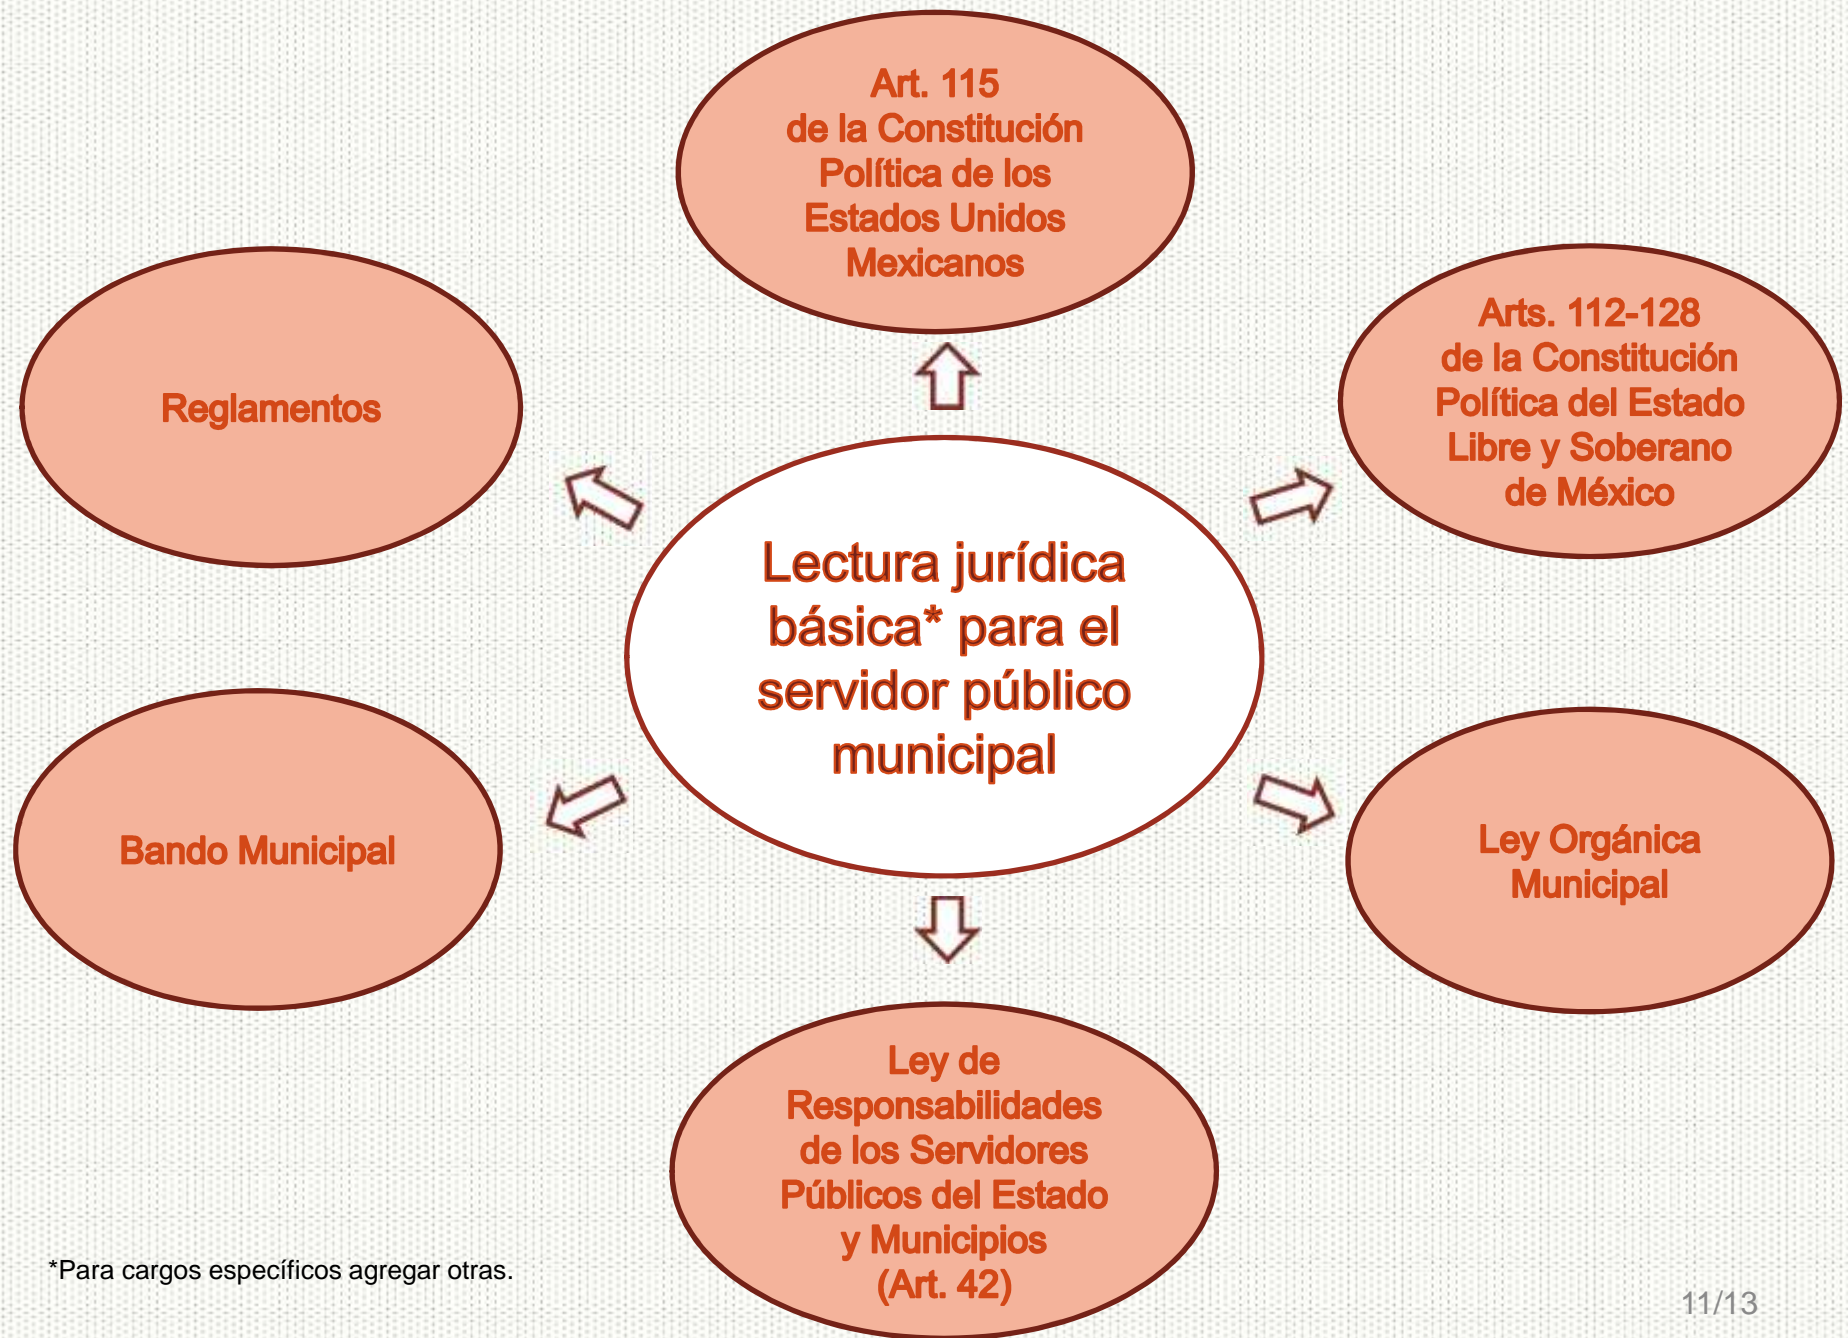 Art. 115
de la Constitución
Política de los
Estados Unidos
Mexicanos
Arts. 112-128
de la Constitución
Política del Estado
Libre y Soberano
de México
Reglamentos
Lectura jurídica
básica* para el
servidor público
municipal
Bando Municipal
Ley Orgánica
Municipal
Ley de
Responsabilidades
de los Servidores
Públicos del Estado
y Municipios
(Art. 42)
*Para cargos específicos agregar otras.
11/13